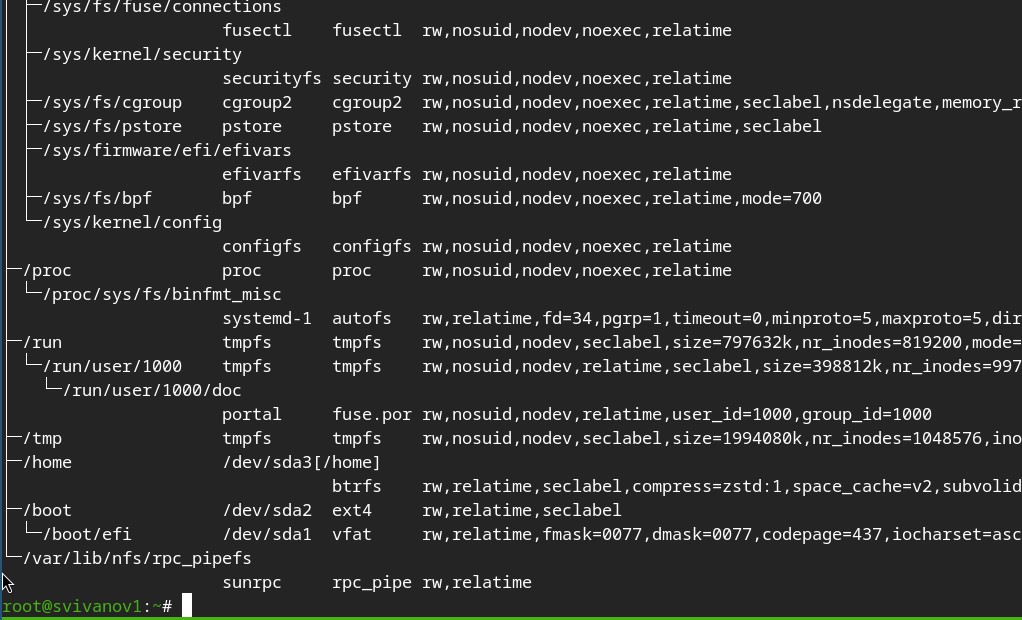 ├─/sys/fs/fuse/connections
                      fusectl    fusectl  rw,nosuid,nodev,noexec,relatime
├─/sys/kernel/security
                      securityfs security rw,nosuid,nodev,noexec,relatime
├─/sys/fs/cgroup    cgroup2    cgroup2  rw,nosuid,nodev,noexec,relatime,seclabel,nsdelegate,memory_r
├─/sys/fs/pstore    pstore     pstore   rw,nosuid,nodev,noexec,relatime,seclabel
├─/sys/firmware/efi/efivars
                      efivarfs   efivarfs rw,nosuid,nodev,noexec,relatime
├─/sys/fs/bpf       bpf        bpf      rw,nosuid,nodev,noexec,relatime,mode=700
└─/sys/kernel/config
                      configfs   configfs rw,nosuid,nodev,noexec,relatime
├─/proc               proc       proc     rw,nosuid,nodev,noexec,relatime
│ └─/proc/sys/fs/binfmt_misc
                      systemd-1  autofs   rw,relatime,fd=34,pgrp=1,timeout=0,minproto=5,maxproto=5,dir
├─/run                tmpfs      tmpfs    rw,nosuid,nodev,seclabel,size=797632k,nr_inodes=819200,mode=
│ └─/run/user/1000    tmpfs      tmpfs    rw,nosuid,nodev,relatime,seclabel,size=398812k,nr_inodes=997
│   └─/run/user/1000/doc
                      portal     fuse.por rw,nosuid,nodev,relatime,user_id=1000,group_id=1000
├─/tmp                tmpfs      tmpfs    rw,nosuid,nodev,seclabel,size=1994080k,nr_inodes=1048576,ino
├─/home               /dev/sda3[/home]
                                 btrfs    rw,relatime,seclabel,compress=zstd:1,space_cache=v2,subvolid
├─/boot               /dev/sda2  ext4     rw,relatime,seclabel
│ └─/boot/efi         /dev/sda1  vfat     rw,relatime,fmask=0077,dmask=0077,codepage=437,iocharset=asc
└─/var/lib/nfs/rpc_pipefs
                      sunrpc     rpc_pipe rw,relatime
root@svivanov1:~#